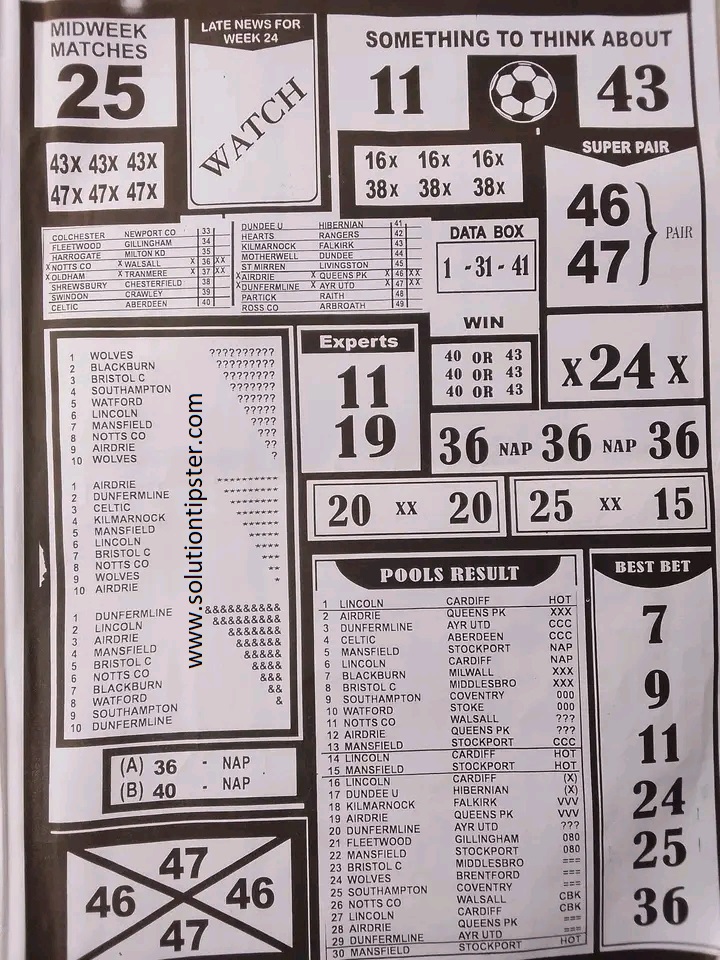 MIDWEEK
MATCHES
25
LATE NEWS FOR
WEEK 24
WATCH
SOMETHING TO THINK ABOUT
11
43
43X 43X 43X
47X 47X 47X
16x 16x 16x
38x 38x 38x
SUPER PAIR
46
47
PAIR
COLCHESTER NEWPORT CO 33
FLEETWOOD GILLINGHAM 34
HARROGATE MILTON KD 35
X NOTTS CO X WALSALL X 36 XX
X OLDHAM X TRANMERE X 37 XX
SHREWSBURY CHESTERFIELD 38
SWINDON CRAWLEY 39
CELTIC ABERDEEN 40
DUNDEE U HIBERNIAN 41
HEARTS RANGERS 42
KILMARNOCK FALKIRK 43
MOTHERWELL DUNDEE 44
ST MIRREN LIVINGSTON 45
X AIRDRIE X QUEENS PK X 46 XX
X DUNFERMLINE X AYR UTD X 47 XX
PARTICK RAITH 48
ROSS CO ARBROATH 49
DATA BOX
1 -31 - 41
WIN
40 OR 43
40 OR 43
40 OR 43
X 24 X
Experts
11
19
36 NAP 36 NAP 36
20 XX 20
25 XX 15
1 WOLVES ??????????
2 BLACKBURN ?????????
3 BRISTOL C ????????
4 SOUTHAMPTON ???????
5 WATFORD ??????
6 LINCOLN ?????
7 MANSFIELD ????
8 NOTTS CO ???
9 AIRDRIE ??
10 WOLVES ?
1 AIRDRIE **********
2 DUNFERMLINE *********
3 CELTIC ********
4 KILMARNOCK *******
5 MANSFIELD ******
6 LINCOLN *****
7 BRISTOL C ****
8 NOTTS CO ***
9 WOLVES **
10 AIRDRIE *
1 DUNFERMLINE &&&&&&&&&&
2 LINCOLN &&&&&&&&&
3 AIRDRIE &&&&&&&
4 MANSFIELD &&&&&&
5 BRISTOL C &&&&&
6 NOTTS CO &&&&
7 BLACKBURN &&&
8 WATFORD &&
9 SOUTHAMPTON &
10 DUNFERMLINE
www.solutiontipster.com
(A) 36 - NAP
(B) 40 - NAP
47
46 46
47
POOLS RESULT
1 LINCOLN CARDIFF HOT
2 AIRDRIE QUEENS PK XXX
3 DUNFERMLINE AYR UTD CCC
4 CELTIC ABERDEEN CCC
5 MANSFIELD STOCKPORT NAP
6 LINCOLN CARDIFF NAP
7 BLACKBURN MILWALL XXX
8 BRISTOL C MIDDLESBRO XXX
9 SOUTHAMPTON COVENTRY 000
10 WATFORD STOKE 000
11 NOTTS CO WALSALL ???
12 AIRDRIE QUEENS PK ???
13 MANSFIELD STOCKPORT CCC
14 LINCOLN CARDIFF HOT
15 MANSFIELD STOCKPORT HOT
16 LINCOLN CARDIFF (X)
17 DUNDEE U HIBERNIAN (X)
18 KILMARNOCK FALKIRK VVV
19 AIRDRIE QUEENS PK VVV
20 DUNFERMLINE AYR UTD ???
21 FLEETWOOD GILLINGHAM 080
22 MANSFIELD STOCKPORT 080
23 BRISTOL C MIDDLESBRO ===
24 WOLVES BRENTFORD ===
25 SOUTHAMPTON COVENTRY ===
26 NOTTS CO WALSALL CBK
27 LINCOLN CARDIFF CBK
28 AIRDRIE QUEENS PK ===
29 DUNFERMLINE AYR UTD ===
30 MANSFIELD STOCKPORT HOT
BEST BET
7
9
11
24
25
36